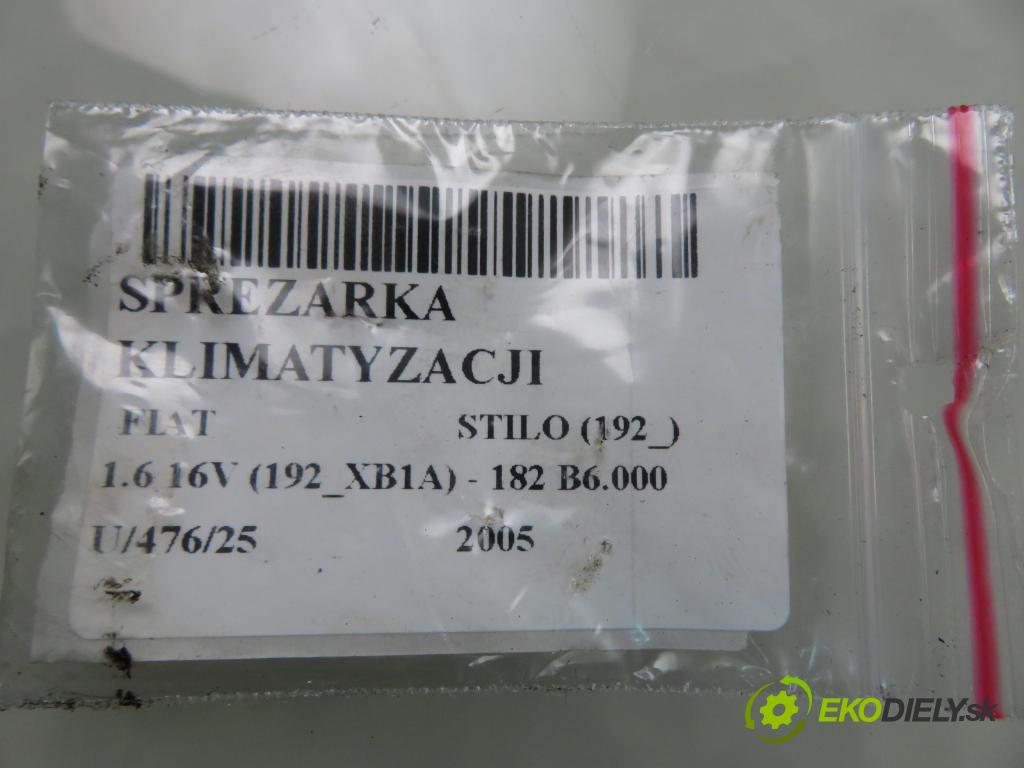 SPREZARKA
KLIMATYZACJI
FIAT STILO (192_)
1.6 16V (192_XB1A) - 182 B6.000
U/476/25 2005
EKODIELY.sk